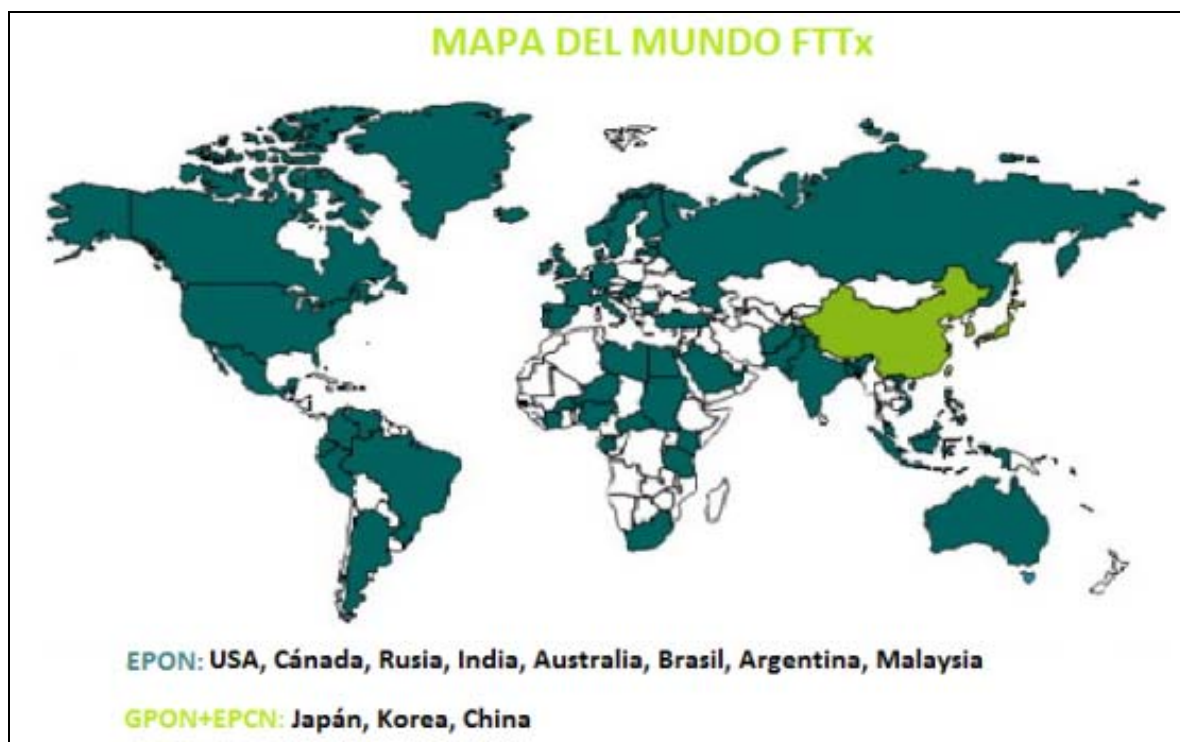 MAPA DEL MUNDO FTTx
EPON: USA, Cánada, Rusia, India, Australia, Brasil, Argentina, Malaysia
GPON+EPCN: Japán, Korea, China